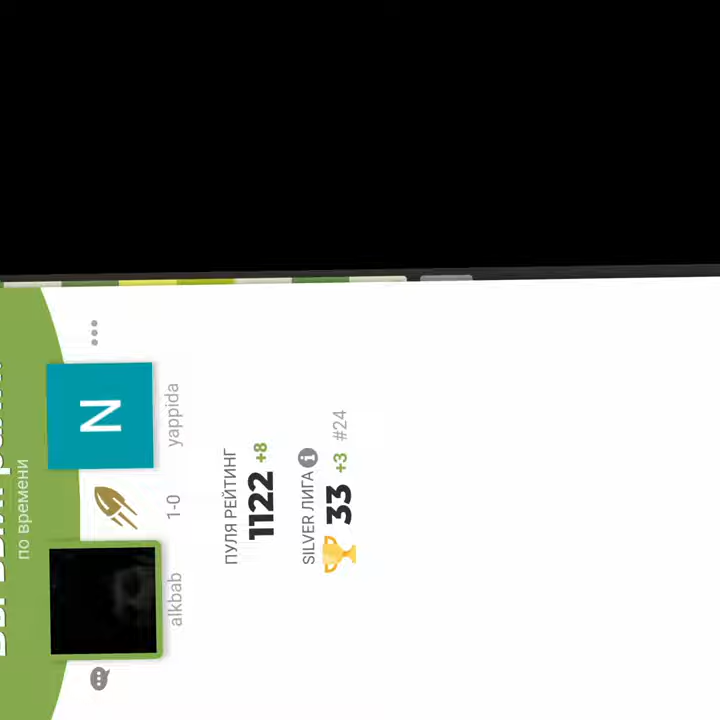 по времени
N
1-0
alkbab
yappida
ПУЛЯ РЕЙТИНГ
1122 +8
SILVER ЛИГА
33 +3 #24